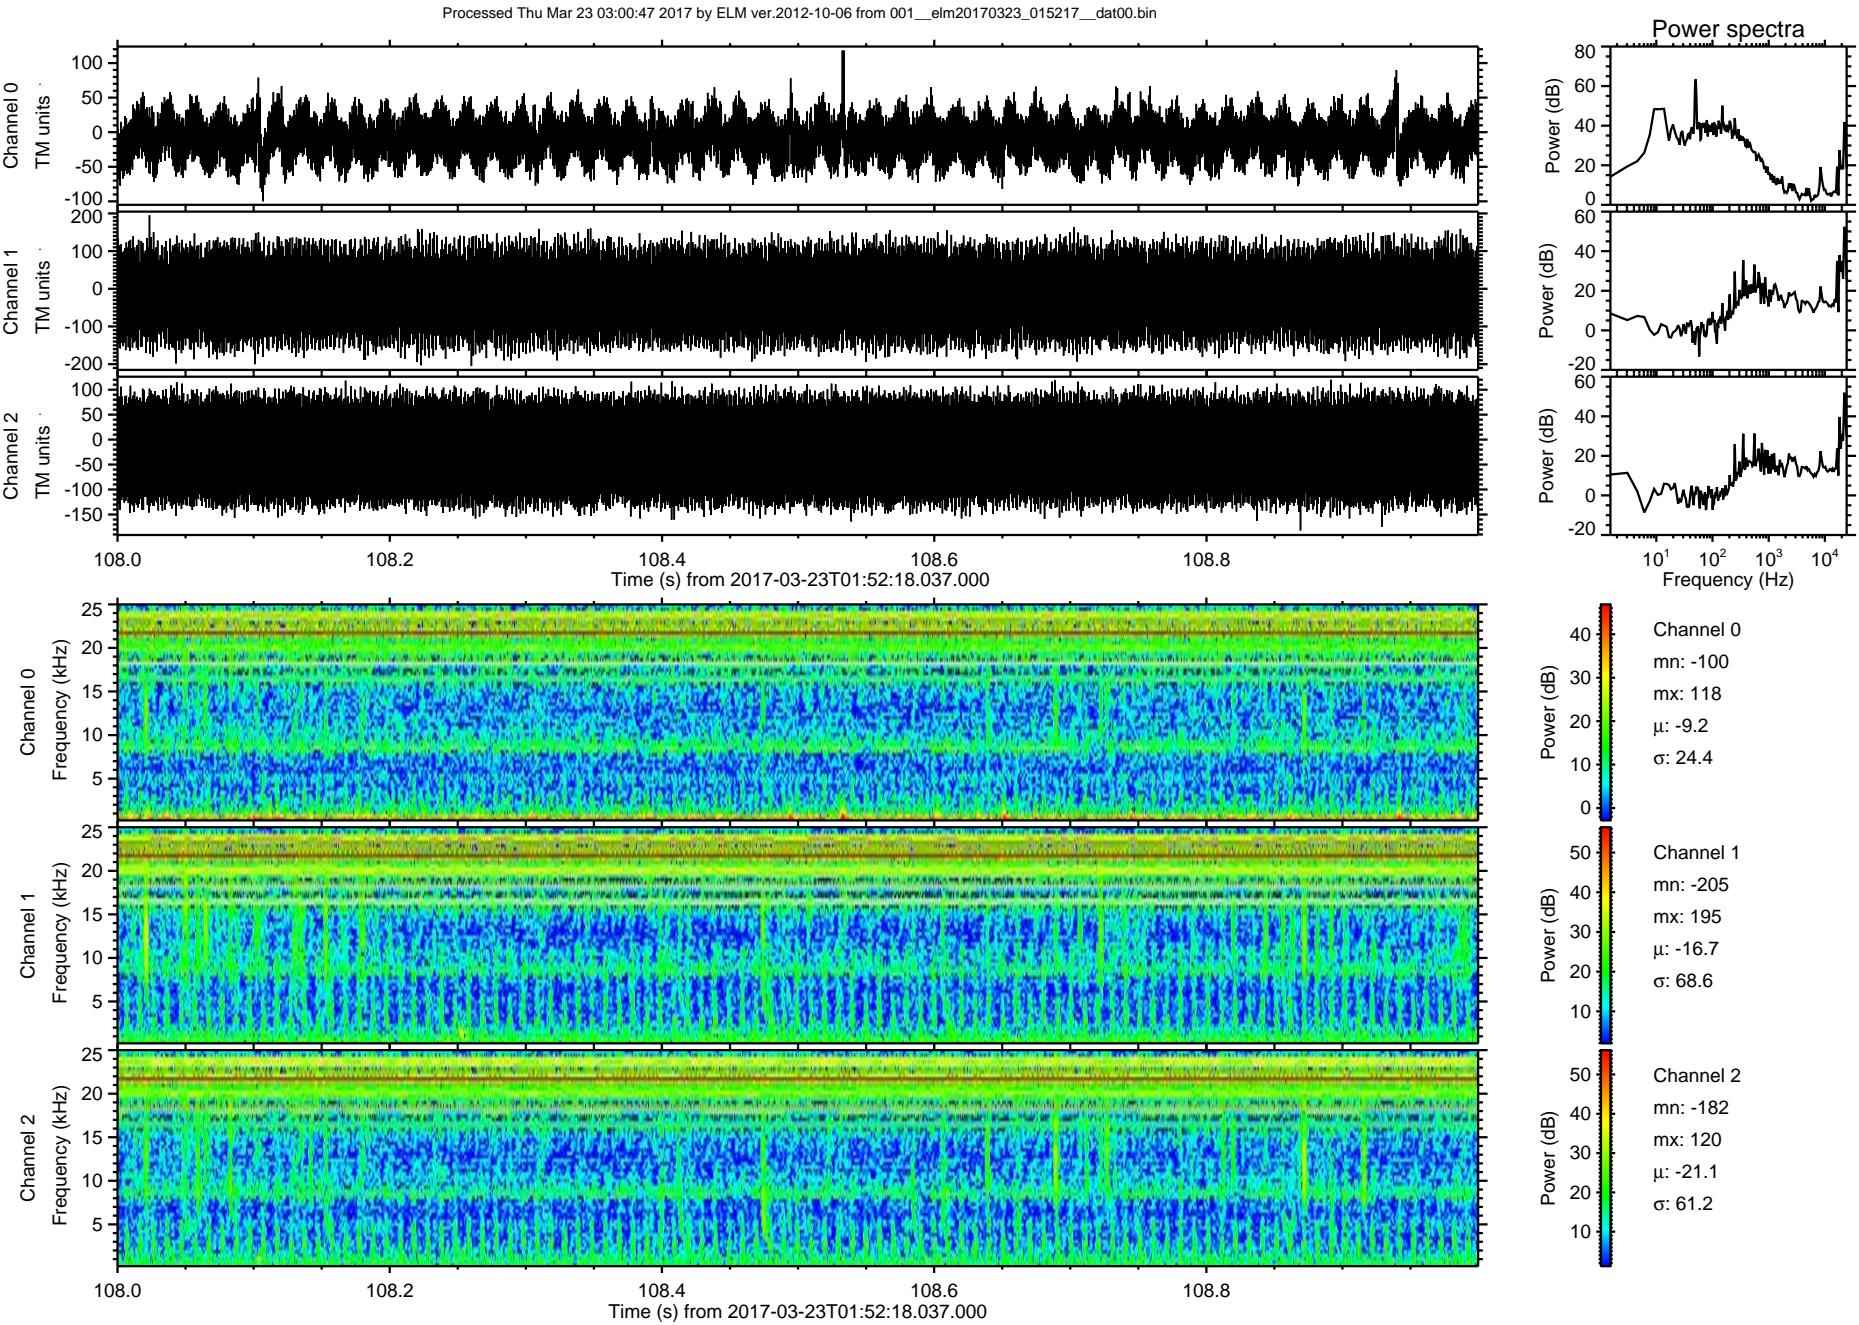 Processed Thu Mar 23 03:00:47 2017 by ELM ver.2012-10-06 from 001__elm20170323_015217__dat00.bin
Power spectra
Channel 0
TM units
100
50
0
-50
-100
Power (dB)
80
60
40
20
0
Channel 1
TM units
200
100
0
-100
-200
Power (dB)
60
40
20
0
-20
Channel 2
TM units
100
50
0
-50
-100
-150
Power (dB)
60
40
20
0
-20
108.0 108.2 108.4 108.6 108.8
Time (s) from 2017-03-23T01:52:18.037.000
10^1 10^2 10^3 10^4
Frequency (Hz)
Channel 0
Frequency (kHz)
25
20
15
10
5
Power (dB)
40
30
20
10
0
Channel 0
mn: -100
mx: 118
μ: -9.2
σ: 24.4
Channel 1
Frequency (kHz)
25
20
15
10
5
Power (dB)
50
40
30
20
10
Channel 1
mn: -205
mx: 195
μ: -16.7
σ: 68.6
Channel 2
Frequency (kHz)
25
20
15
10
5
Power (dB)
50
40
30
20
10
Channel 2
mn: -182
mx: 120
μ: -21.1
σ: 61.2
108.0 108.2 108.4 108.6 108.8
Time (s) from 2017-03-23T01:52:18.037.000